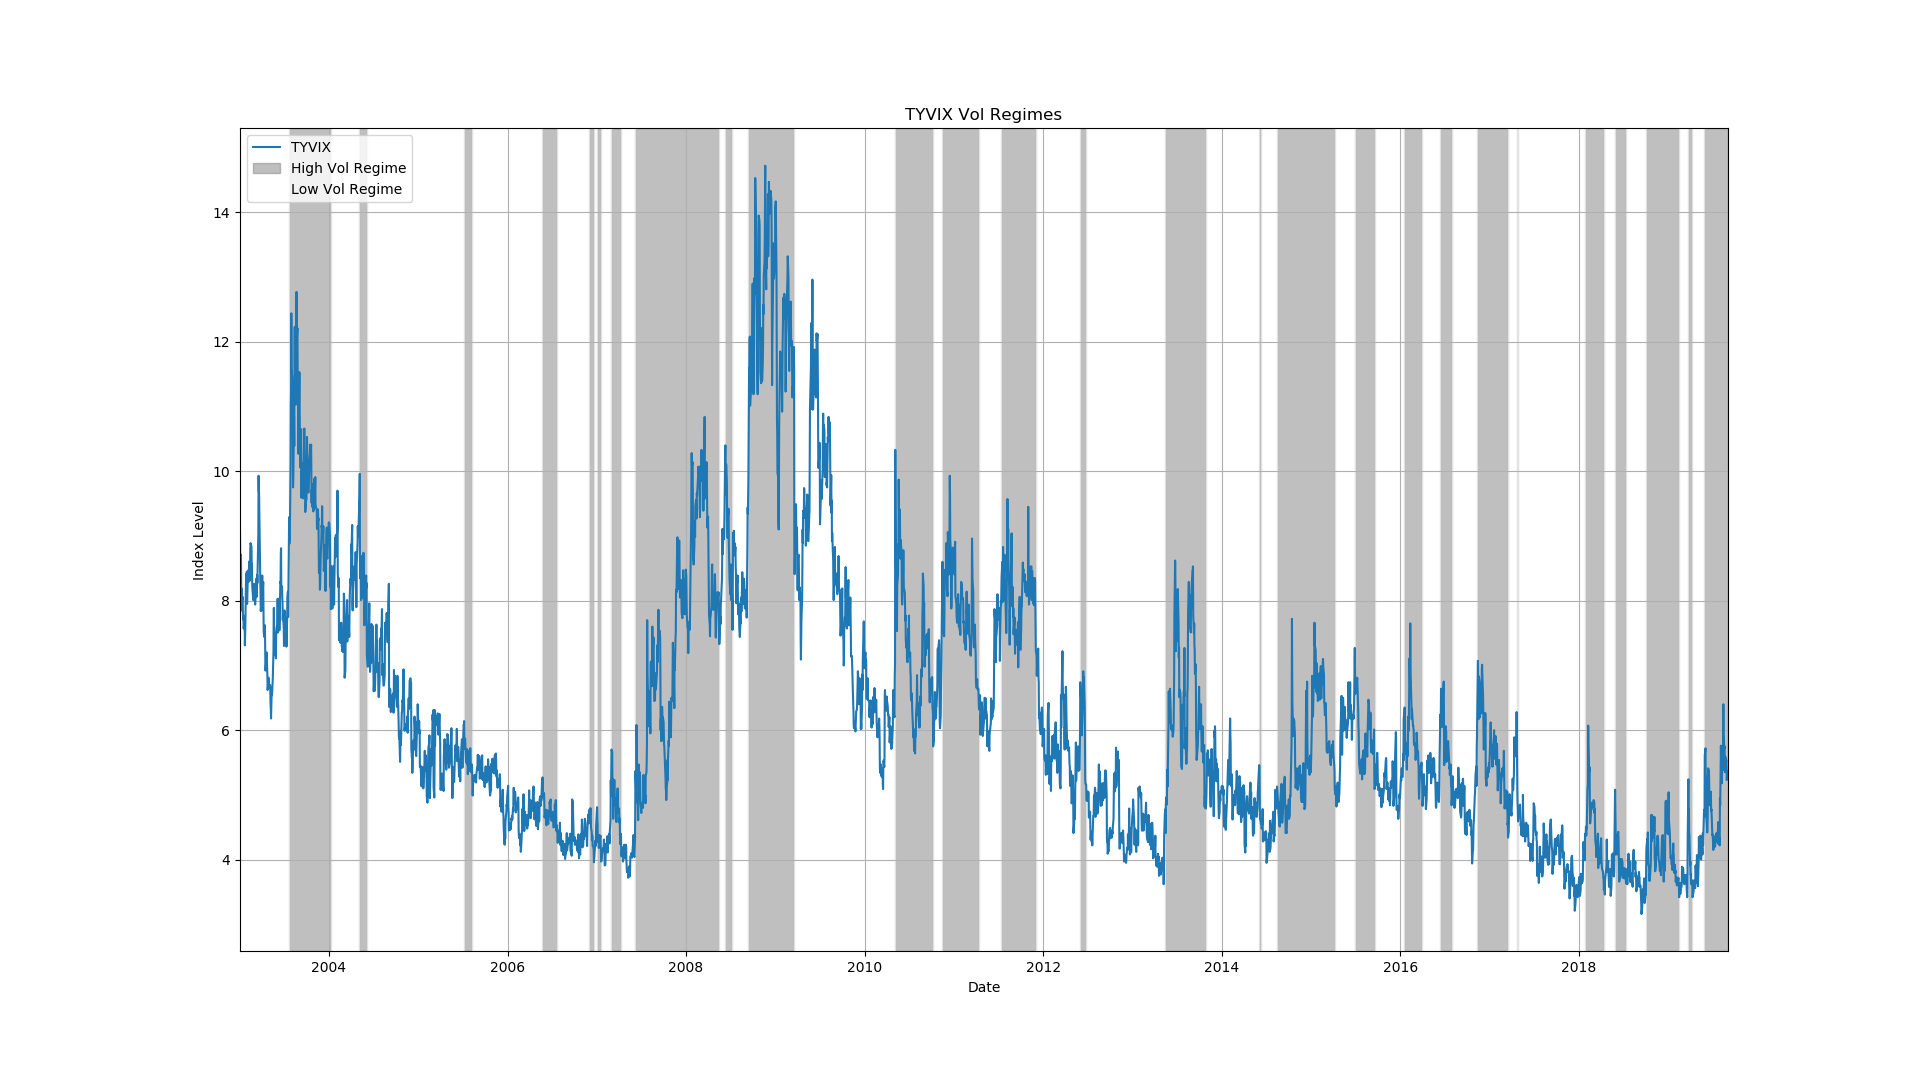 TYVIX Vol Regimes
TYVIX
High Vol Regime
Low Vol Regime
14
12
10
8
6
4
Index Level
2004 2006 2008 2010 2012 2014 2016 2018
Date